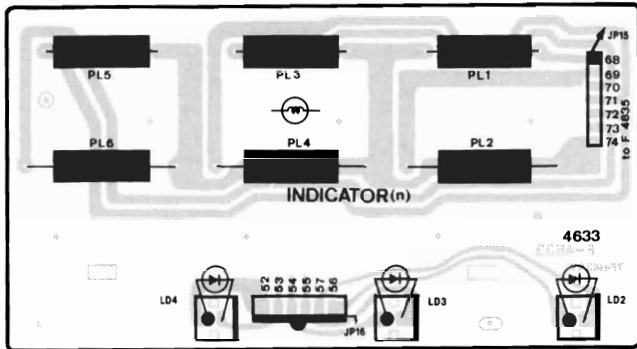 JP15
PL5
PL3
PL1
68
69
70
71
72
73
74
to F 4635
PL6
PL4
PL2
INDICATOR(n)
4633
52
53
54
55
57
56
LD4
LD3
LD2
JP16